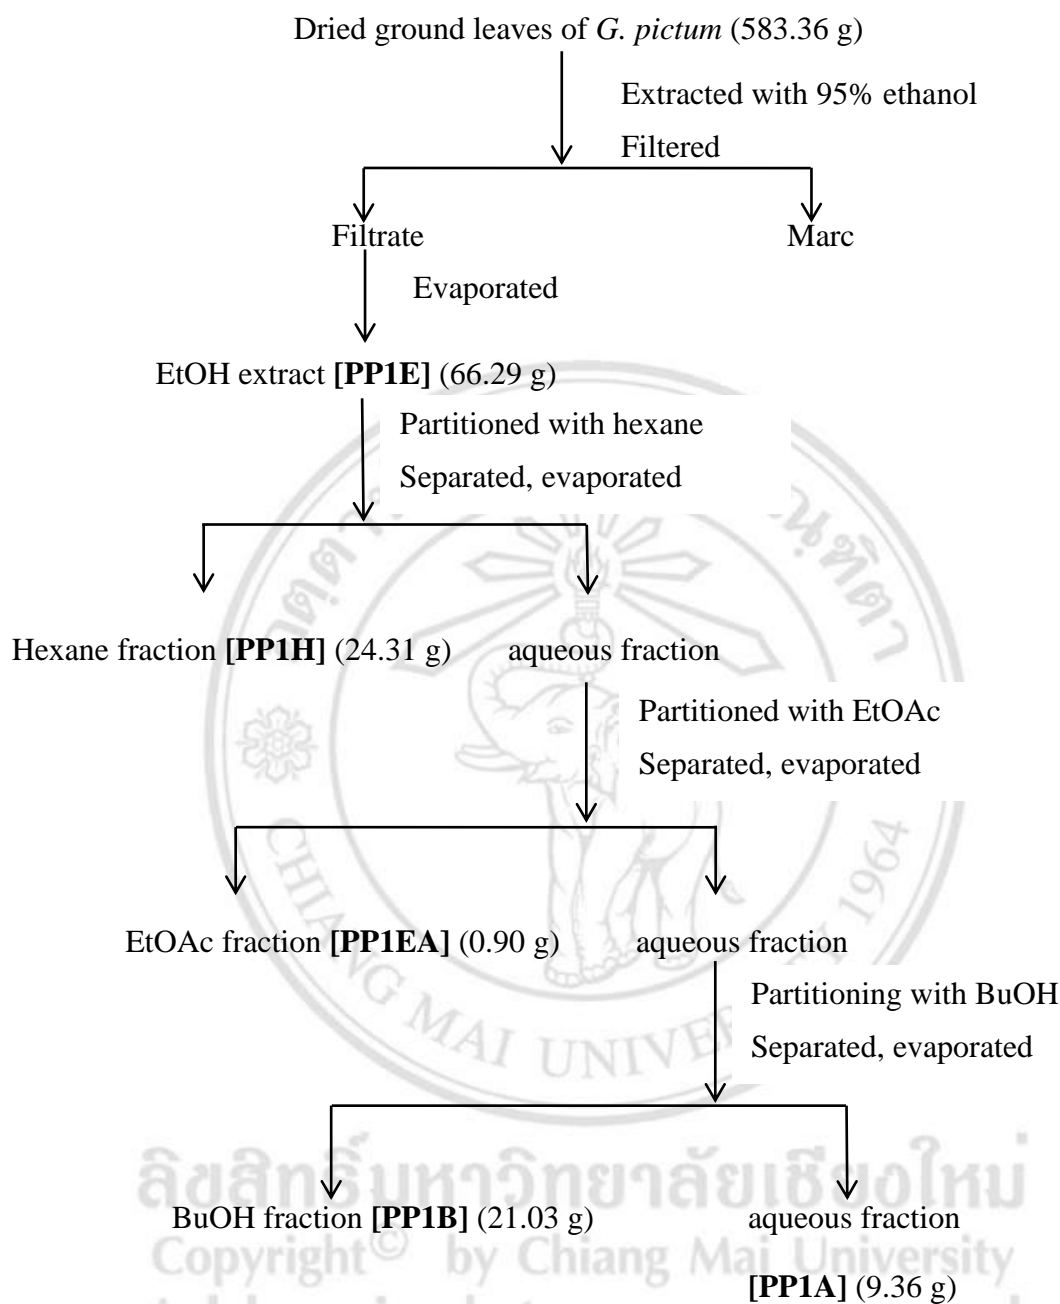 Dried ground leaves of G. pictum (583.36 g)
Extracted with 95% ethanol
Filtered
Filtrate
Marc
Evaporated
EtOH extract [PP1E] (66.29 g)
Partitioned with hexane
Separated, evaporated
Hexane fraction [PP1H] (24.31 g)
aqueous fraction
Partitioned with EtOAc
Separated, evaporated
EtOAc fraction [PP1EA] (0.90 g)
aqueous fraction
Partitioning with BuOH
Separated, evaporated
CHIANG MAI UNIVERSITY 1964
BuOH fraction [PP1B] (21.03 g)
aqueous fraction
[PP1A] (9.36 g)
ลิขสิทธิ์มหาวิทยาลัยเชียงใหม่
Copyright© by Chiang Mai University